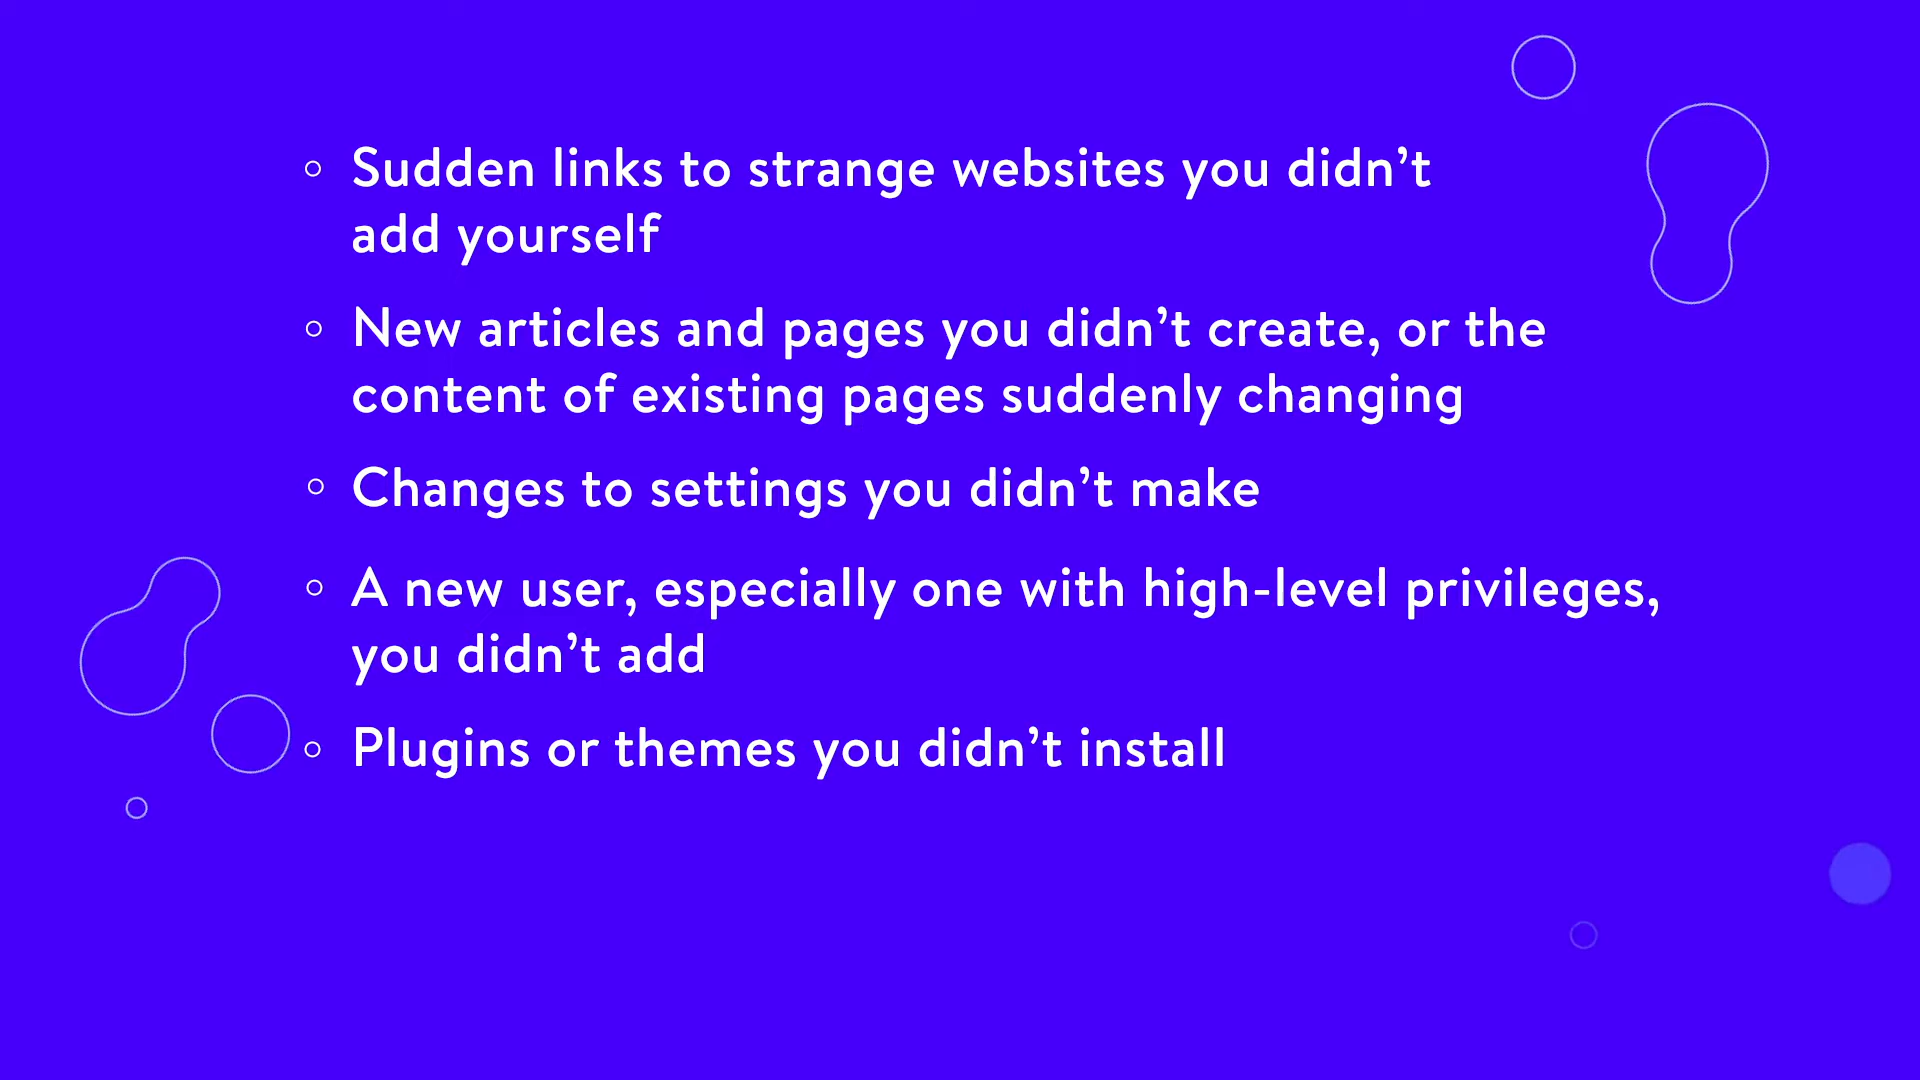 Sudden links to strange websites you didn’t
add yourself
New articles and pages you didn’t create, or the
content of existing pages suddenly changing
Changes to settings you didn’t make
A new user, especially one with high-level privileges,
you didn’t add
Plugins or themes you didn’t install